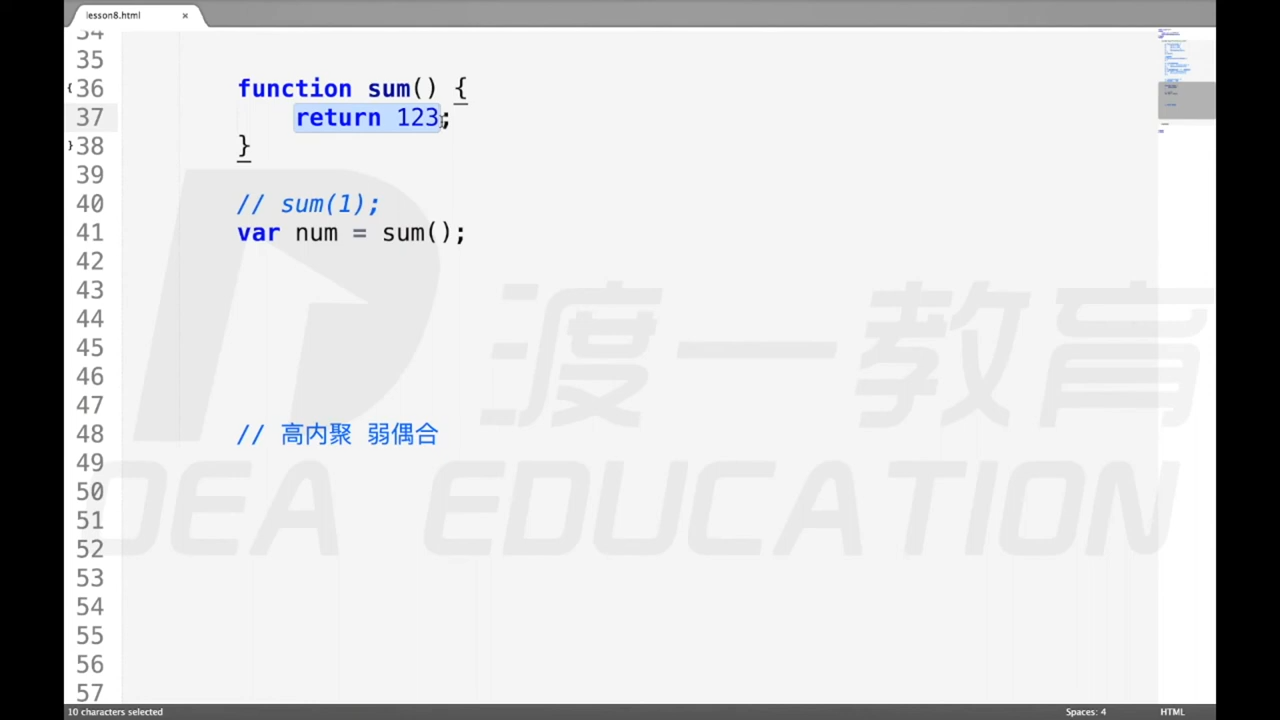 lesson8.html ×
34
35
{36 function sum() {
37 return 123;
}38 }
39
40 // sum(1);
41 var num = sum();
42
43
44
45
46
47
48 // 高内聚 弱偶合
49
50
51
52
53
54
55
56
57
渡一教育
DEA EDUCATION
10 characters selected Spaces: 4 HTML